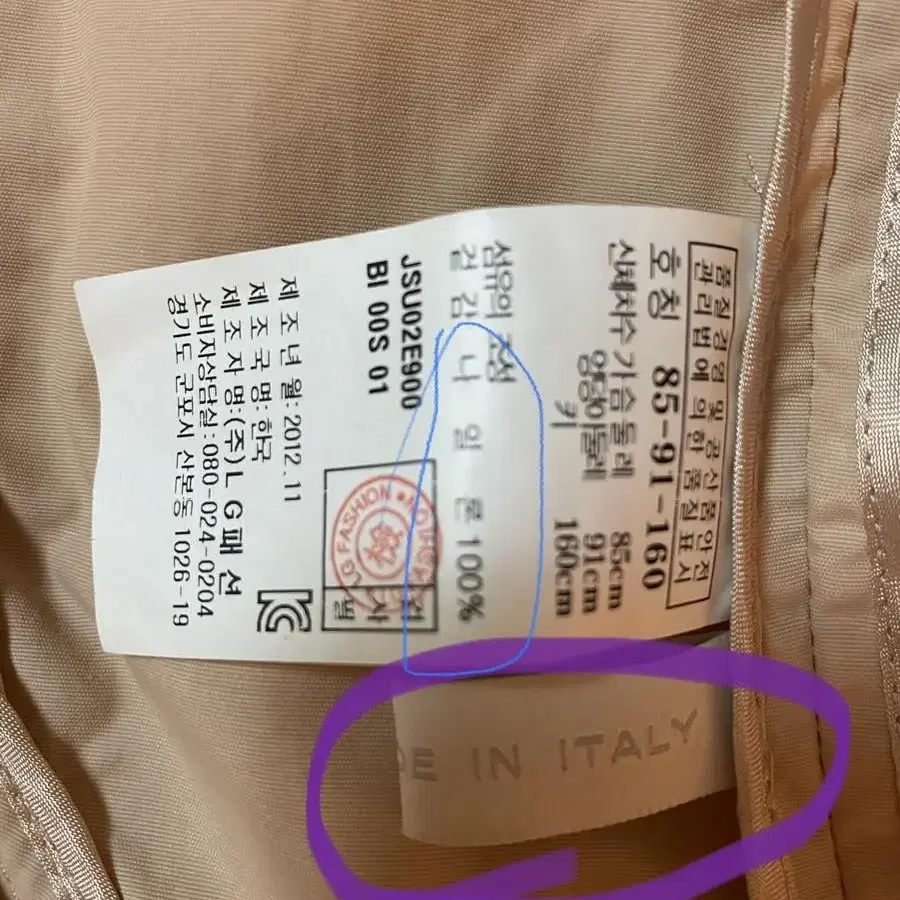 품질경영 및 공산품안전
관리법에의한 품질표시
호칭 85-91-160
신체치수 가슴둘레 85cm
엉덩이둘레 91cm
키 160cm
섬유의 조성
겉감 나일론 100%
JSU02E900
BI 00S 01
LG FASHION
검사필
제조년월: 2012.11
제조국명: 한국
제조자명: (주)LG패션
소비자상담실: 080-024-0204
경기도 군포시 산본동 1026-19
DE IN ITALY